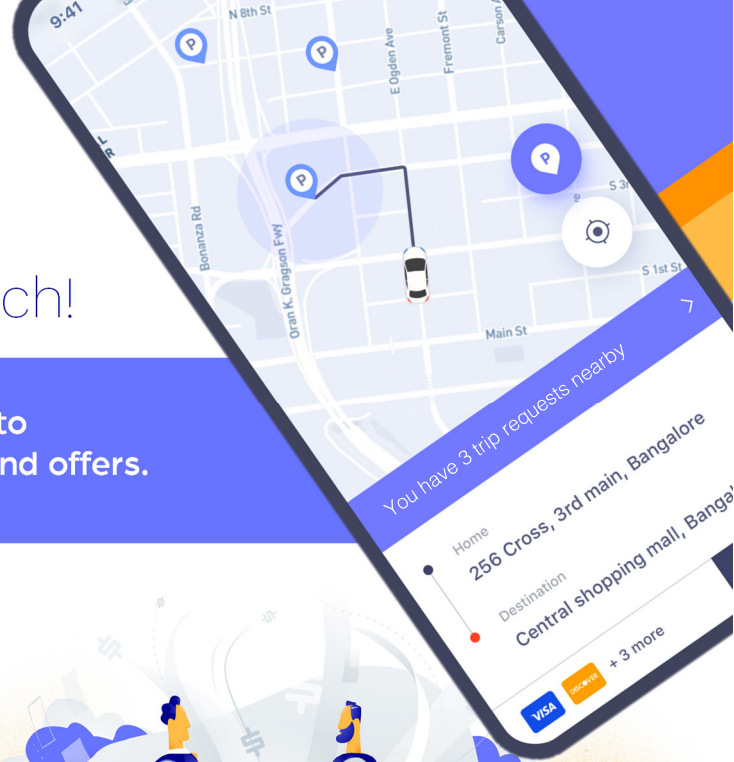 9:41
N 8th St
P
P
E Ogden Ave
Fremont St
Carson A
P
P
Bonanza Rd
Oran K. Gragson Fwy
S 3r
S 1st St
Main St
ch!
You have 3 trip requests nearby
to
nd offers.
Home
256 Cross, 3rd main, Bangalore
Destination
Central shopping mall, Bangal
VISA
DISCOVER
+ 3 more
$
$
$
$
$